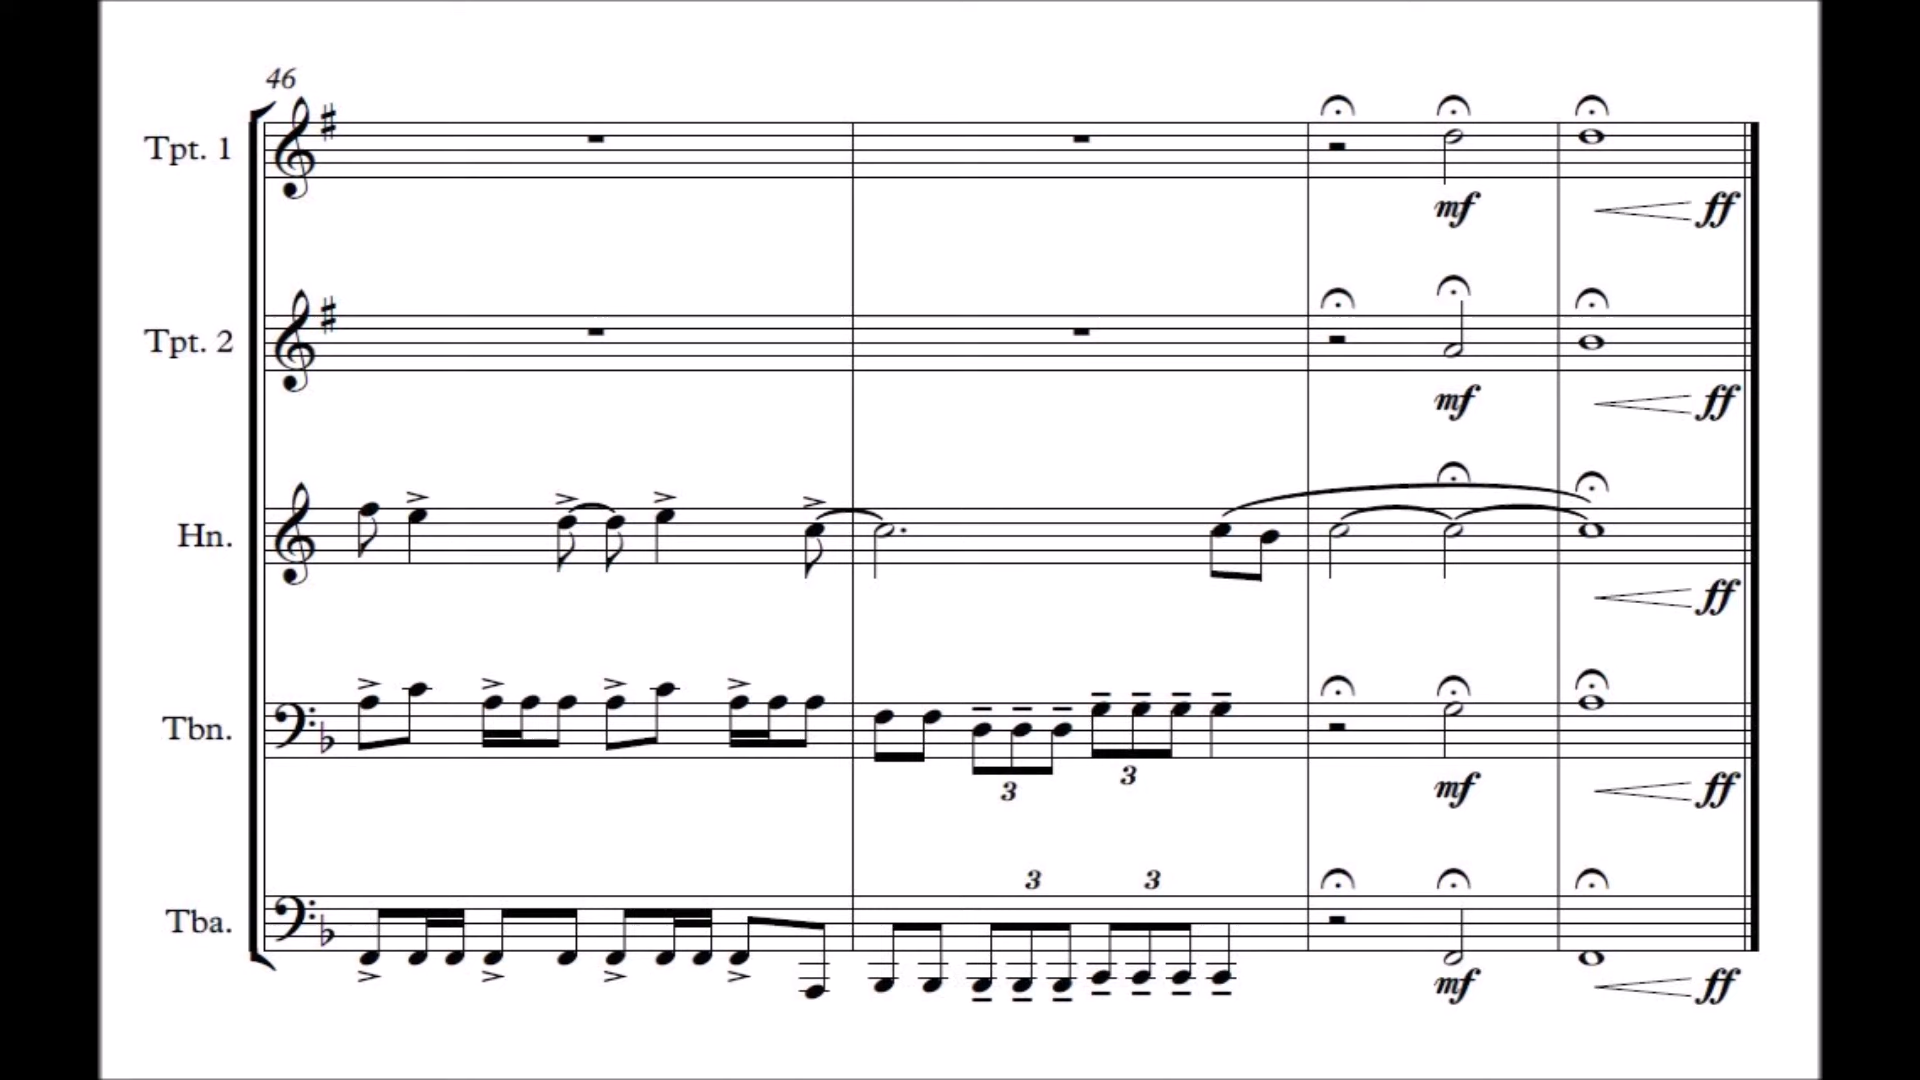 46
Tpt. 1
mf ff
Tpt. 2
mf ff
Hn.
ff
Tbn.
3 3
mf ff
3 3
Tba.
mf ff